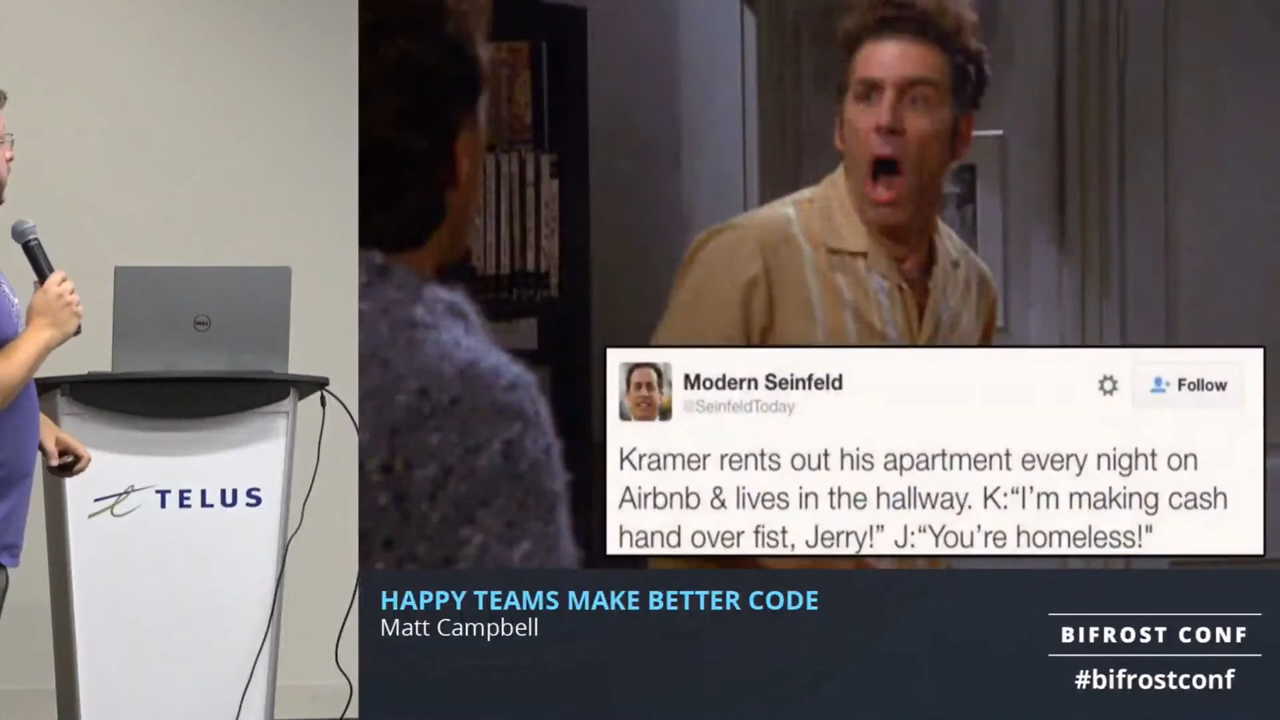 DELL
TELUS
Modern Seinfeld
@SeinfeldToday
Follow
Kramer rents out his apartment every night on
Airbnb & lives in the hallway. K:“I’m making cash
hand over fist, Jerry!” J:“You’re homeless!"
HAPPY TEAMS MAKE BETTER CODE
Matt Campbell
BIFROST CONF
#bifrostconf